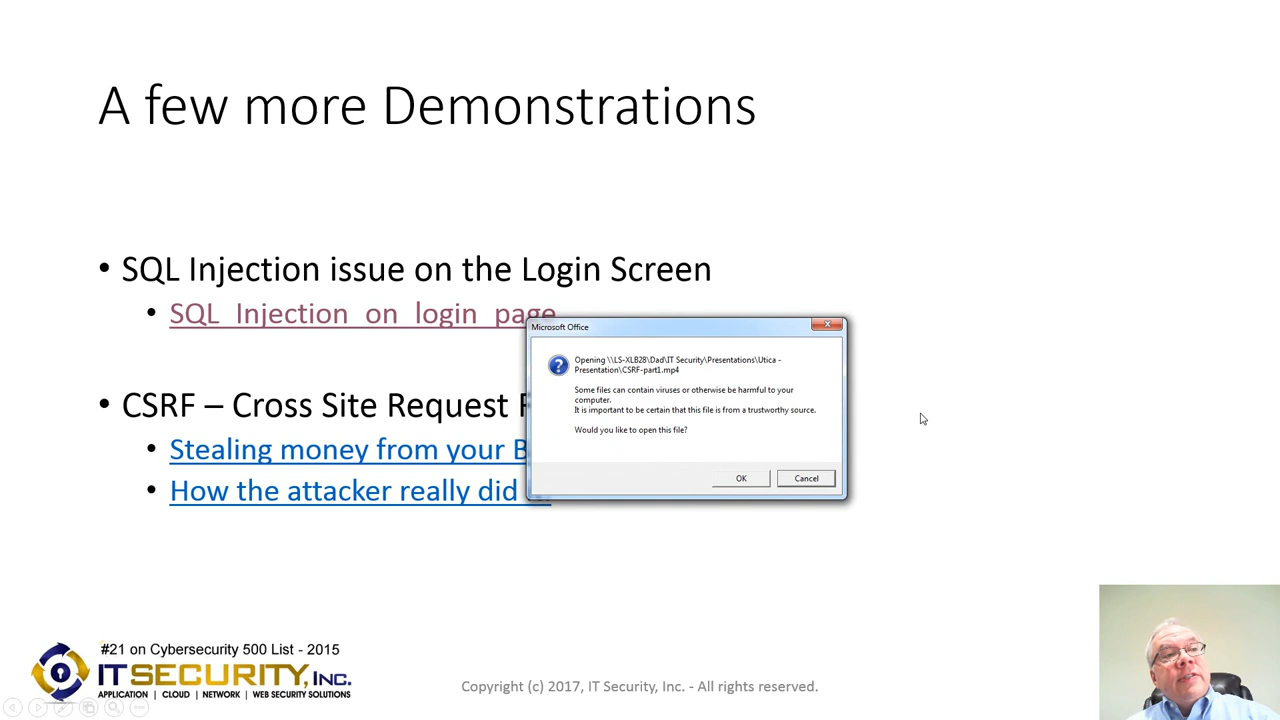 A few more Demonstrations
• SQL Injection issue on the Login Screen
• SQL_Injection_on_login_page
• CSRF – Cross Site Request
• Stealing money from your
• How the attacker really did
Microsoft Office
Opening \\LS-XLB28\Dad\IT Security\Presentations\Utica -
Presentation\CSRF-part1.mp4
Some files can contain viruses or otherwise be harmful to your
computer.
It is important to be certain that this file is from a trustworthy source.
Would you like to open this file?
OK Cancel
#21 on Cybersecurity 500 List - 2015
IT SECURITY, INC.
APPLICATION | CLOUD | NETWORK | WEB SECURITY SOLUTIONS
Copyright (c) 2017, IT Security, Inc. - All rights reserved.